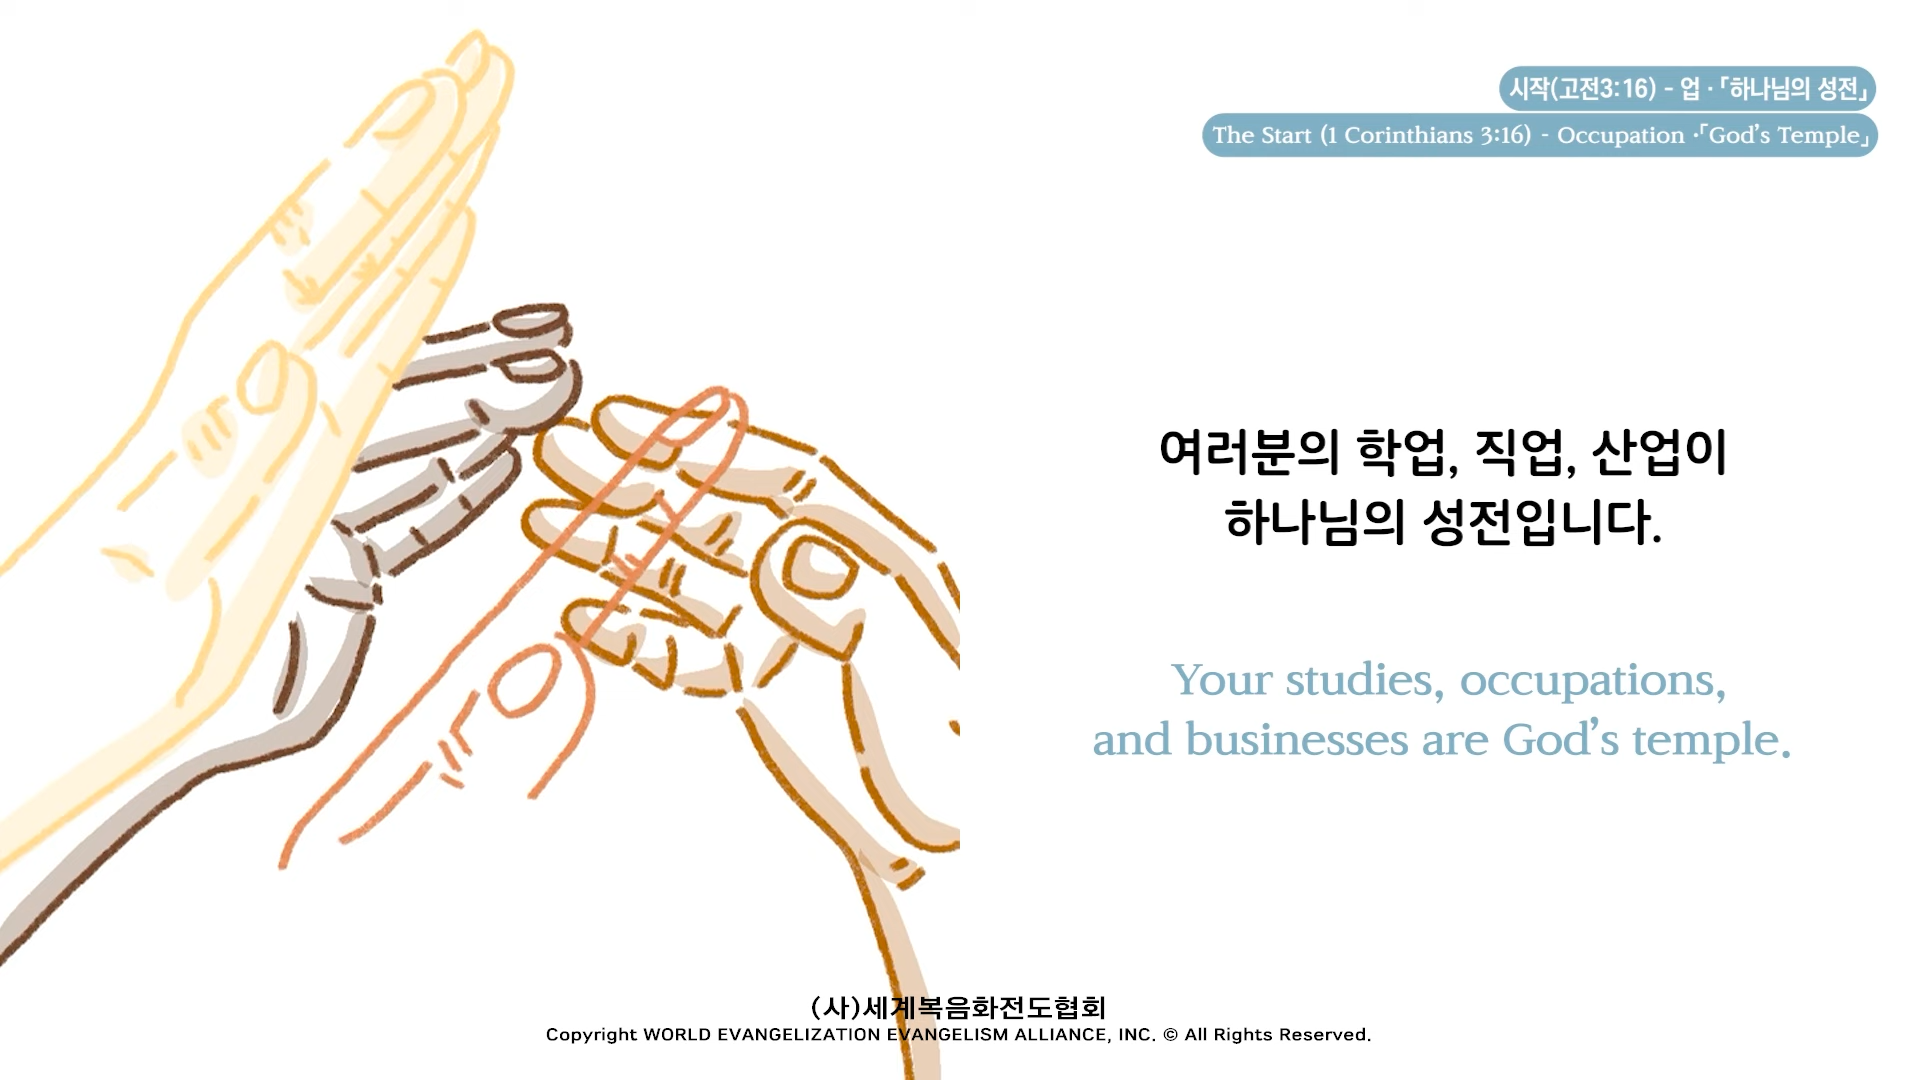 시작(고전3:16) - 업 ·「하나님의 성전」
The Start (1 Corinthians 3:16) - Occupation ·「God’s Temple」
여러분의 학업, 직업, 산업이
하나님의 성전입니다.
Your studies, occupations,
and businesses are God’s temple.
(사)세계복음화전도협회
Copyright WORLD EVANGELIZATION EVANGELISM ALLIANCE, INC. © All Rights Reserved.